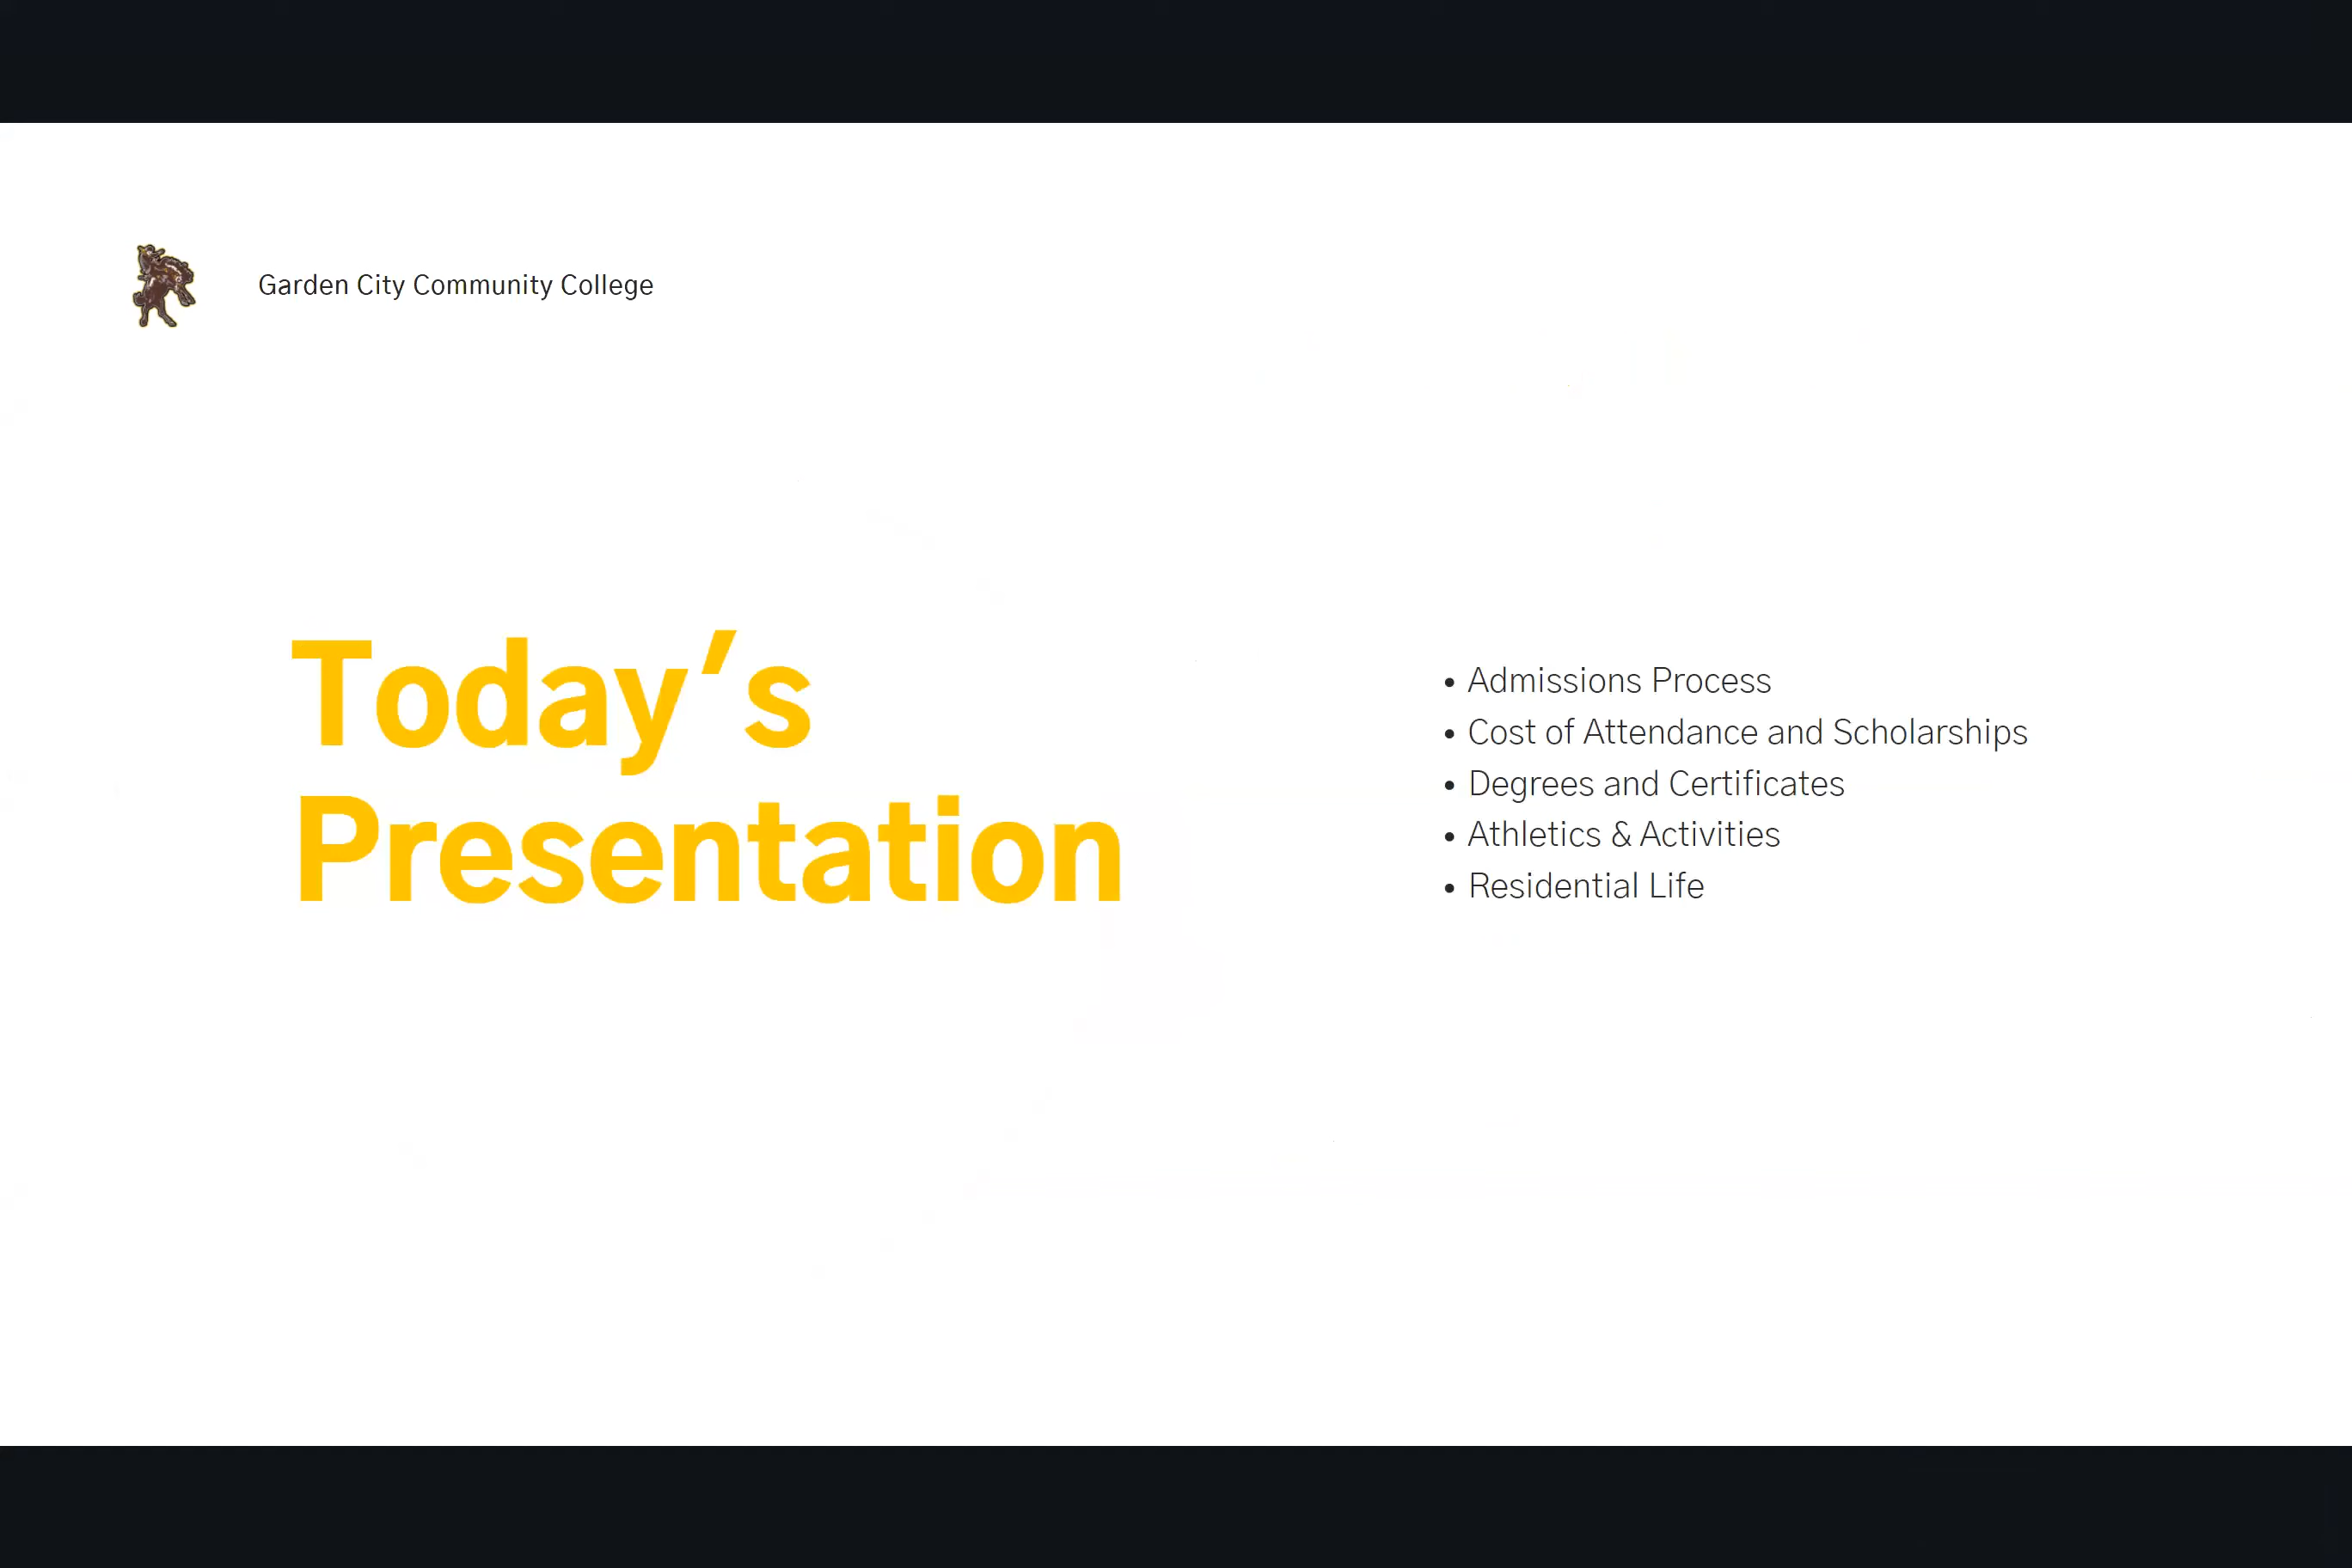 Garden City Community College
Today's
Presentation
• Admissions Process
• Cost of Attendance and Scholarships
• Degrees and Certificates
• Athletics & Activities
• Residential Life